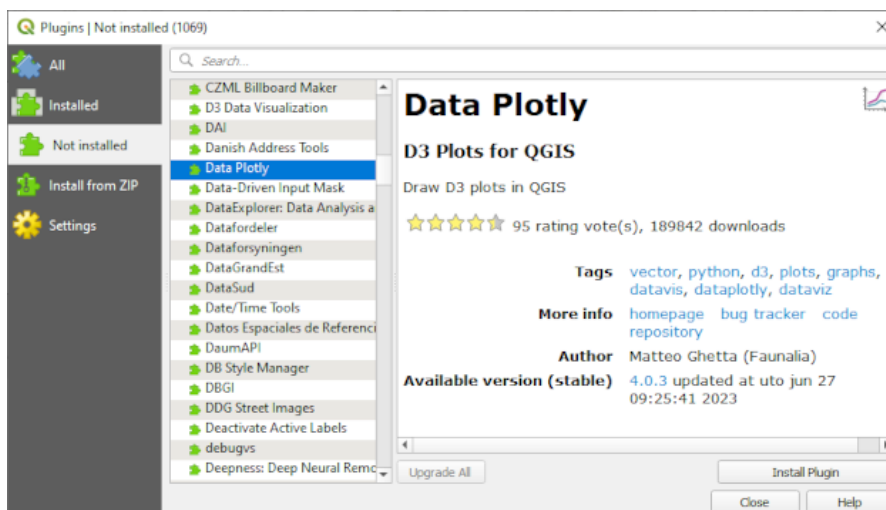 Plugins | Not installed (1069)
All
Installed
Not installed
Install from ZIP
Settings
Search...
CZML Billboard Maker
D3 Data Visualization
DAI
Danish Address Tools
Data Plotly
Data-Driven Input Mask
DataExplorer: Data Analysis a
Datafordeler
Dataforsyningen
DataGrandEst
DataSud
Date/Time Tools
Datos Espaciales de Referenci
DaumAPI
DB Style Manager
DBGI
DDG Street Images
Deactivate Active Labels
debugvs
Deepness: Deep Neural Remo
Data Plotly
D3 Plots for QGIS
Draw D3 plots in QGIS
95 rating vote(s), 189842 downloads
Tags vector, python, d3, plots, graphs,
datavis, dataplotly, dataviz
More info homepage bug tracker code
repository
Author Matteo Ghetta (Faunalia)
Available version (stable) 4.0.3 updated at uto jun 27
09:25:41 2023
Upgrade All
Install Plugin
Close
Help